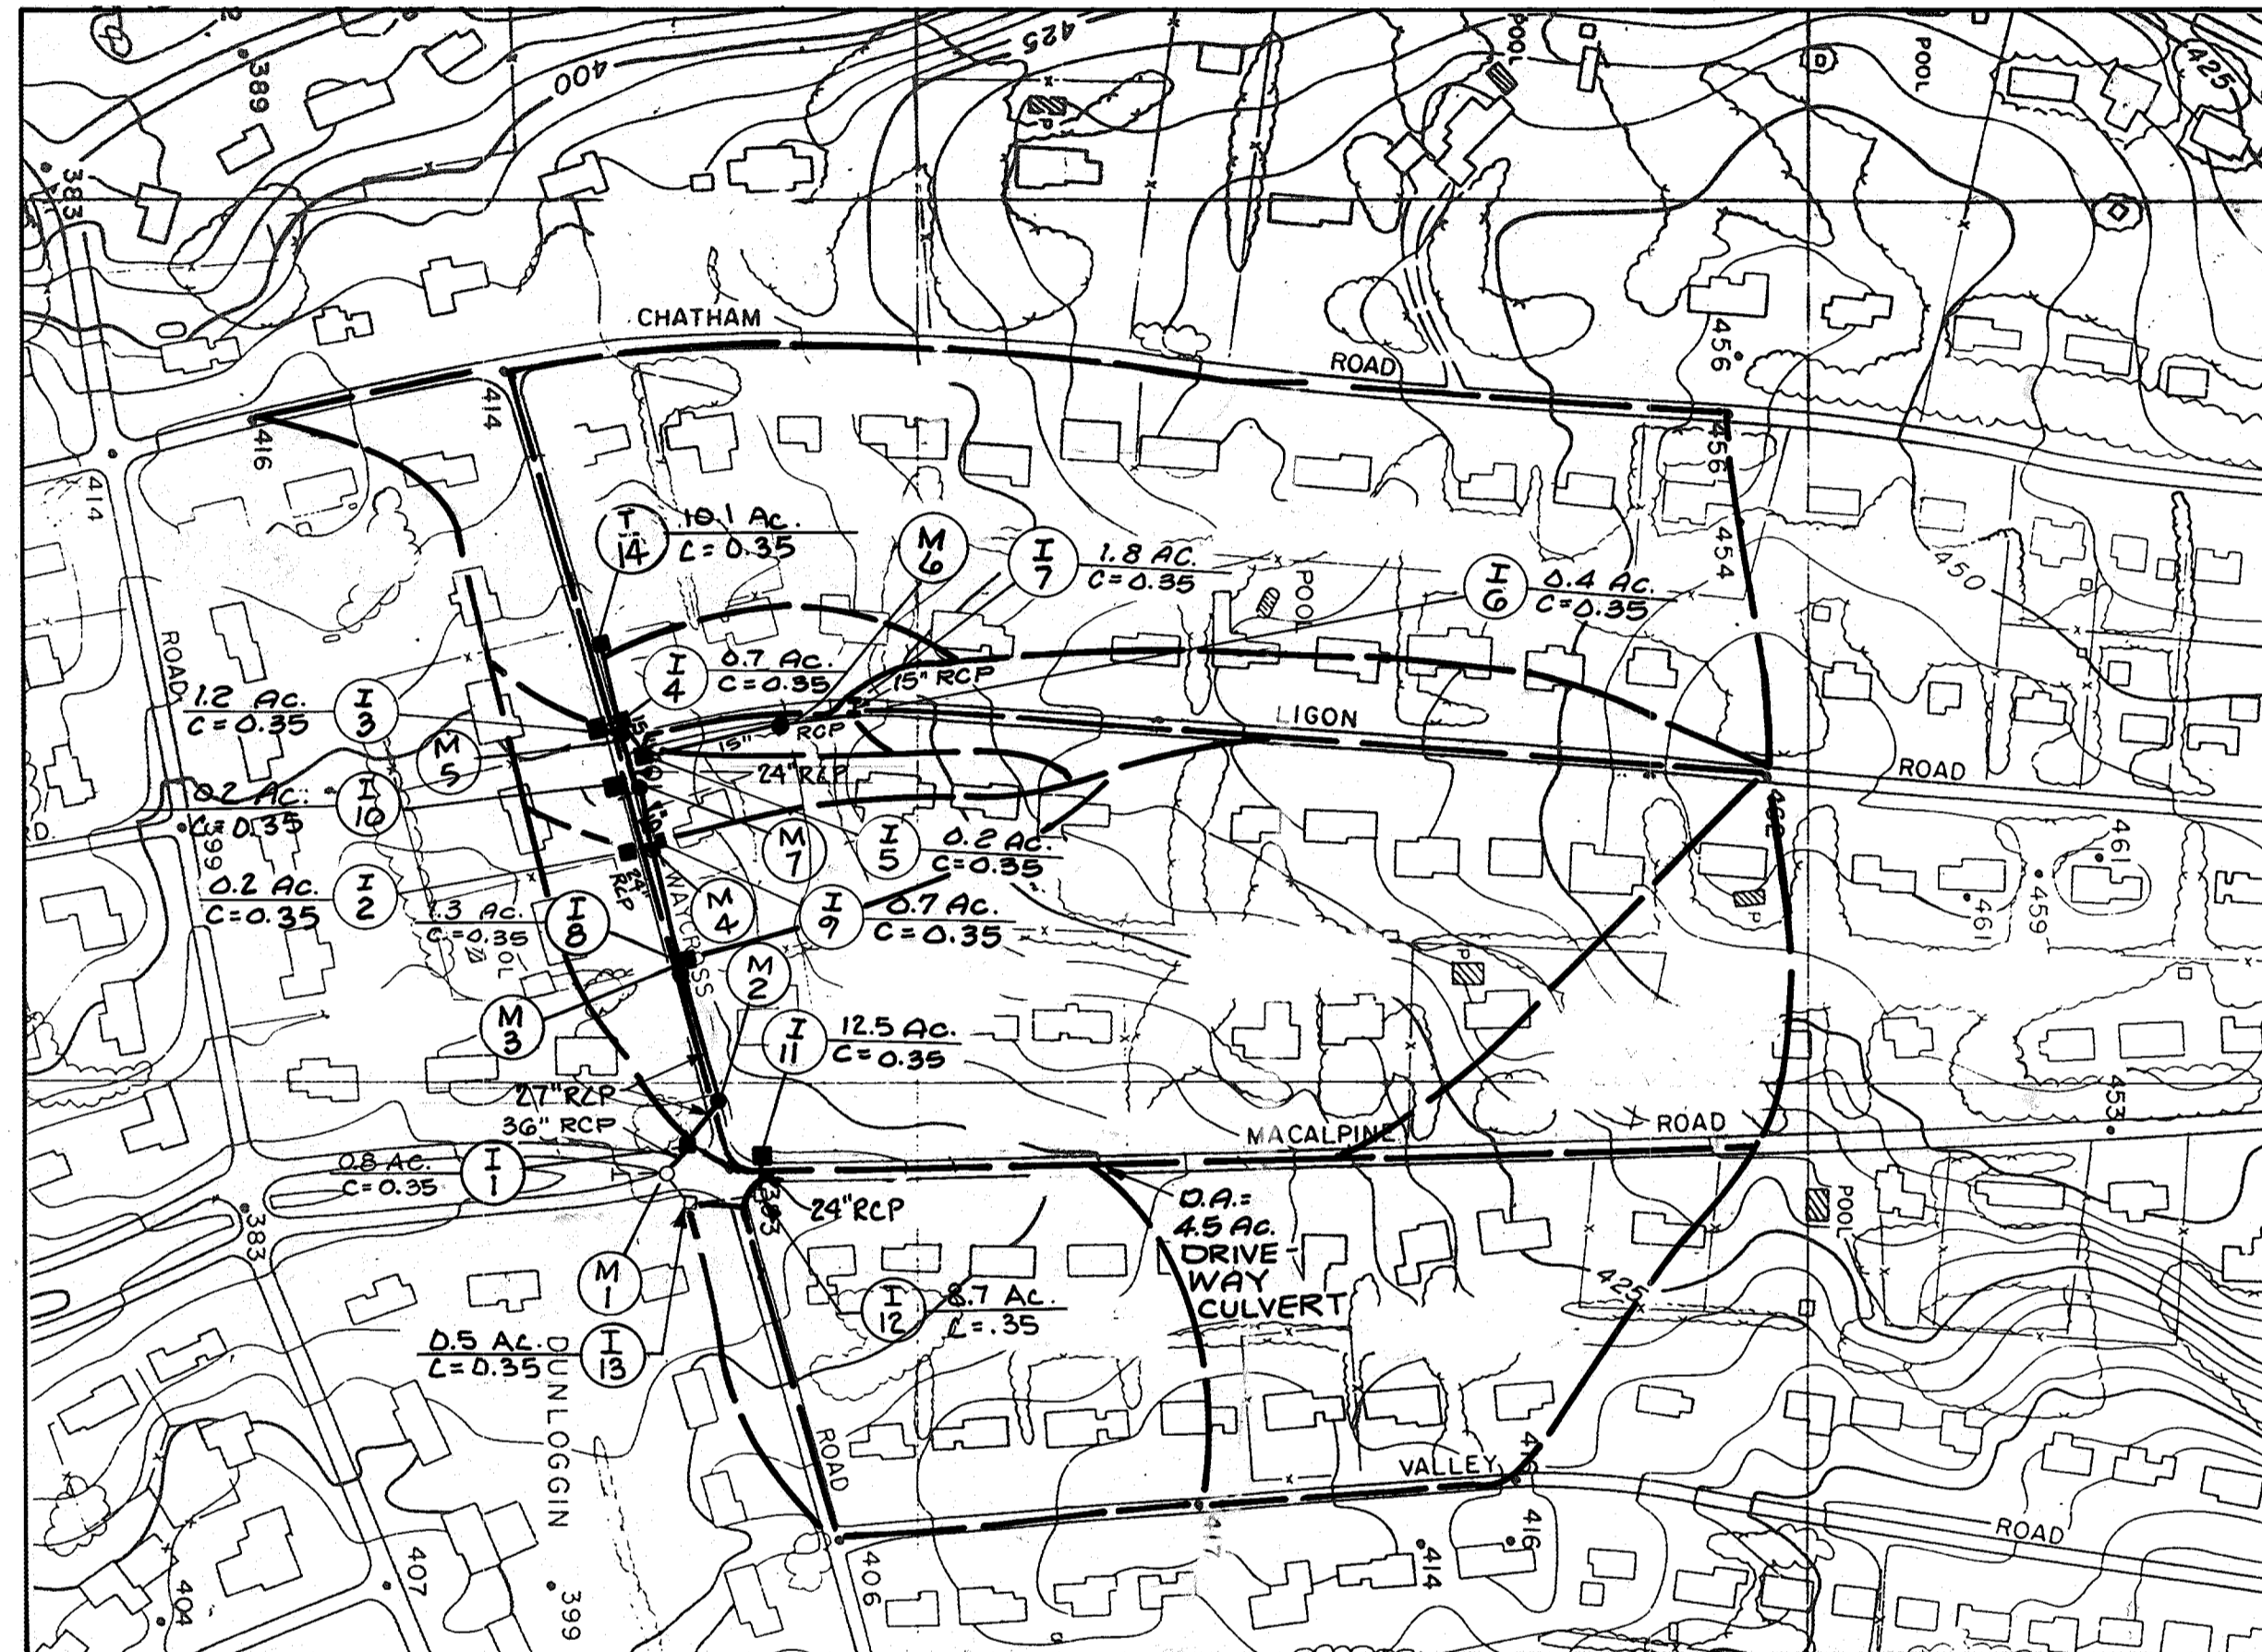 425
400
389
383
POOL
POOL
425
P
CHATHAM
ROAD
456
414
416
456
414
454
450
T
14
10.1 AC.
C=0.35
M
6
I
7
1.8 AC.
C=0.35
I
6
0.4 AC.
C=0.35
POOL
ROAD
I
4
0.7 AC.
C=0.35
15" RCP
1.2 AC.
C=0.35
I
3
LIGON
ROAD
15" RCP
M
5
24" RCP
0.2 AC.
C=0.35
I
10
399
M
7
I
5
0.2 AC.
C=0.35
461
459
461
P
0.2 AC.
C=0.35
I
2
24"
RCP
WAYCROSS
M
4
I
9
0.7 AC.
C=0.35
1.3 AC.
C=0.35
I
8
POOL
M
2
P
M
3
I
11
12.5 AC.
C=0.35
27" RCP
36" RCP
453
MACALPINE
ROAD
0.8 AC.
C=0.35
I
1
383
383
24" RCP
D.A.=
4.5 AC.
DRIVE-
WAY
CULVERT
POOL
425
M
1
I
12
8.7 AC.
C=.35
0.5 AC.
C=0.35
I
13
DUNLOGGIN
ROAD
VALLEY
ROAD
417
416
414
406
407
404
399